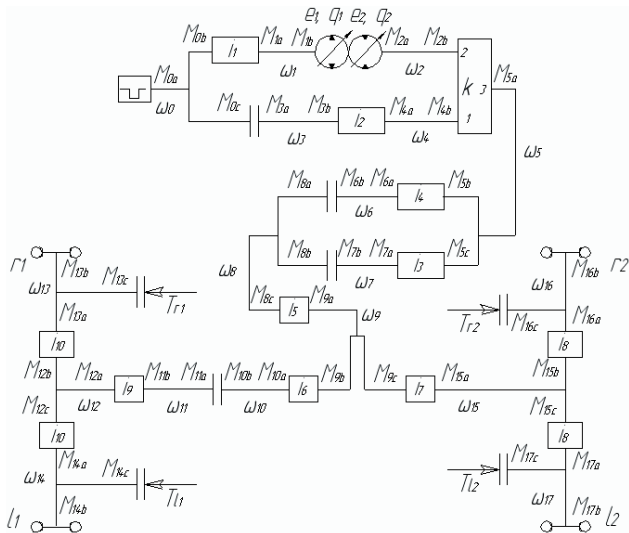 e1, q1 e2, q2
M0b I1 M1a M1b M2a M2b
ω1 ω2
M0a 2 k 3 M5a
ω0 M0c M3a M3b I2 M4a M4b 1
ω3 ω4
ω5
M8a M6b M6a I4 M5b
ω6
M8b M7b M7a I3 M5c
ω8 ω7
r1 M13b M13c M8c I5 M9a ω9 ω16 M16b r2
ω13 M13a Tr1 Tr2 M16c M16a
I10 I8
M12b M12a I9 M11b M11a M10b M10a I6 M9b M9c I7 M15a M15b
M12c ω12 ω11 ω10 ω15 M15c
I10 I8
M14a M14c M17c M17a
ω14 Tl1 Tl2 ω17
l1 M14b M17b l2